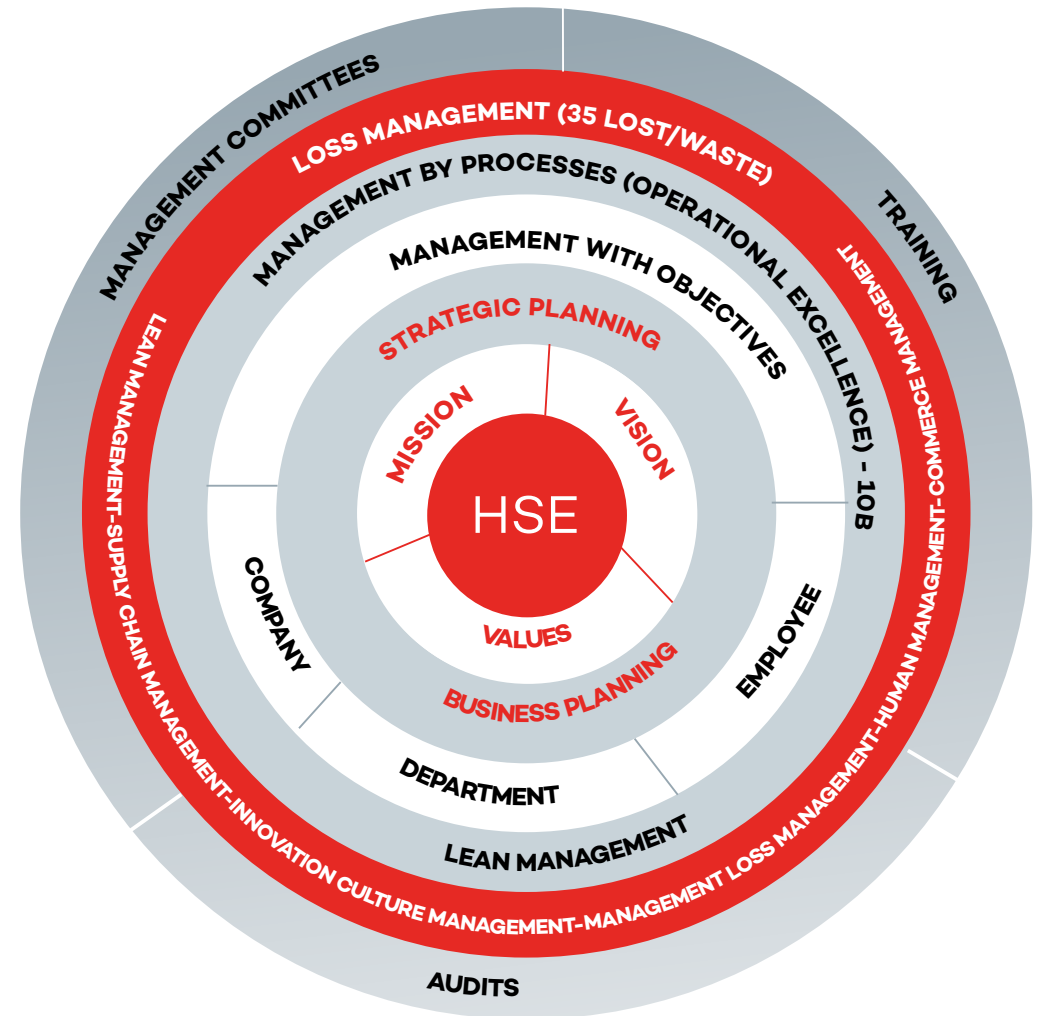 MANAGEMENT COMMITTEES
TRAINING
AUDITS
LOSS MANAGEMENT (35 LOST/WASTE)
LEAN MANAGEMENT-SUPPLY CHAIN MANAGEMENT-INNOVATION CULTURE MANAGEMENT-MANAGEMENT LOSS MANAGEMENT-HUMAN MANAGEMENT-COMMERCE MANAGEMENT
MANAGEMENT BY PROCESSES (OPERATIONAL EXCELLENCE) - 10B
LEAN MANAGEMENT
MANAGEMENT WITH OBJECTIVES
COMPANY
DEPARTMENT
EMPLOYEE
STRATEGIC PLANNING
BUSINESS PLANNING
MISSION
VISION
VALUES
HSE